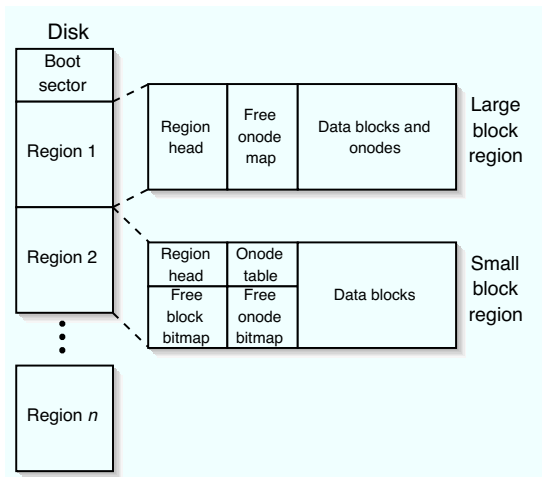 Disk
Boot
sector
Region 1
Region
head
Free
onode
map
Data blocks and
onodes
Large
block
region
Region 2
Region
head
Onode
table
Free
block
bitmap
Free
onode
bitmap
Data blocks
Small
block
region
Region n